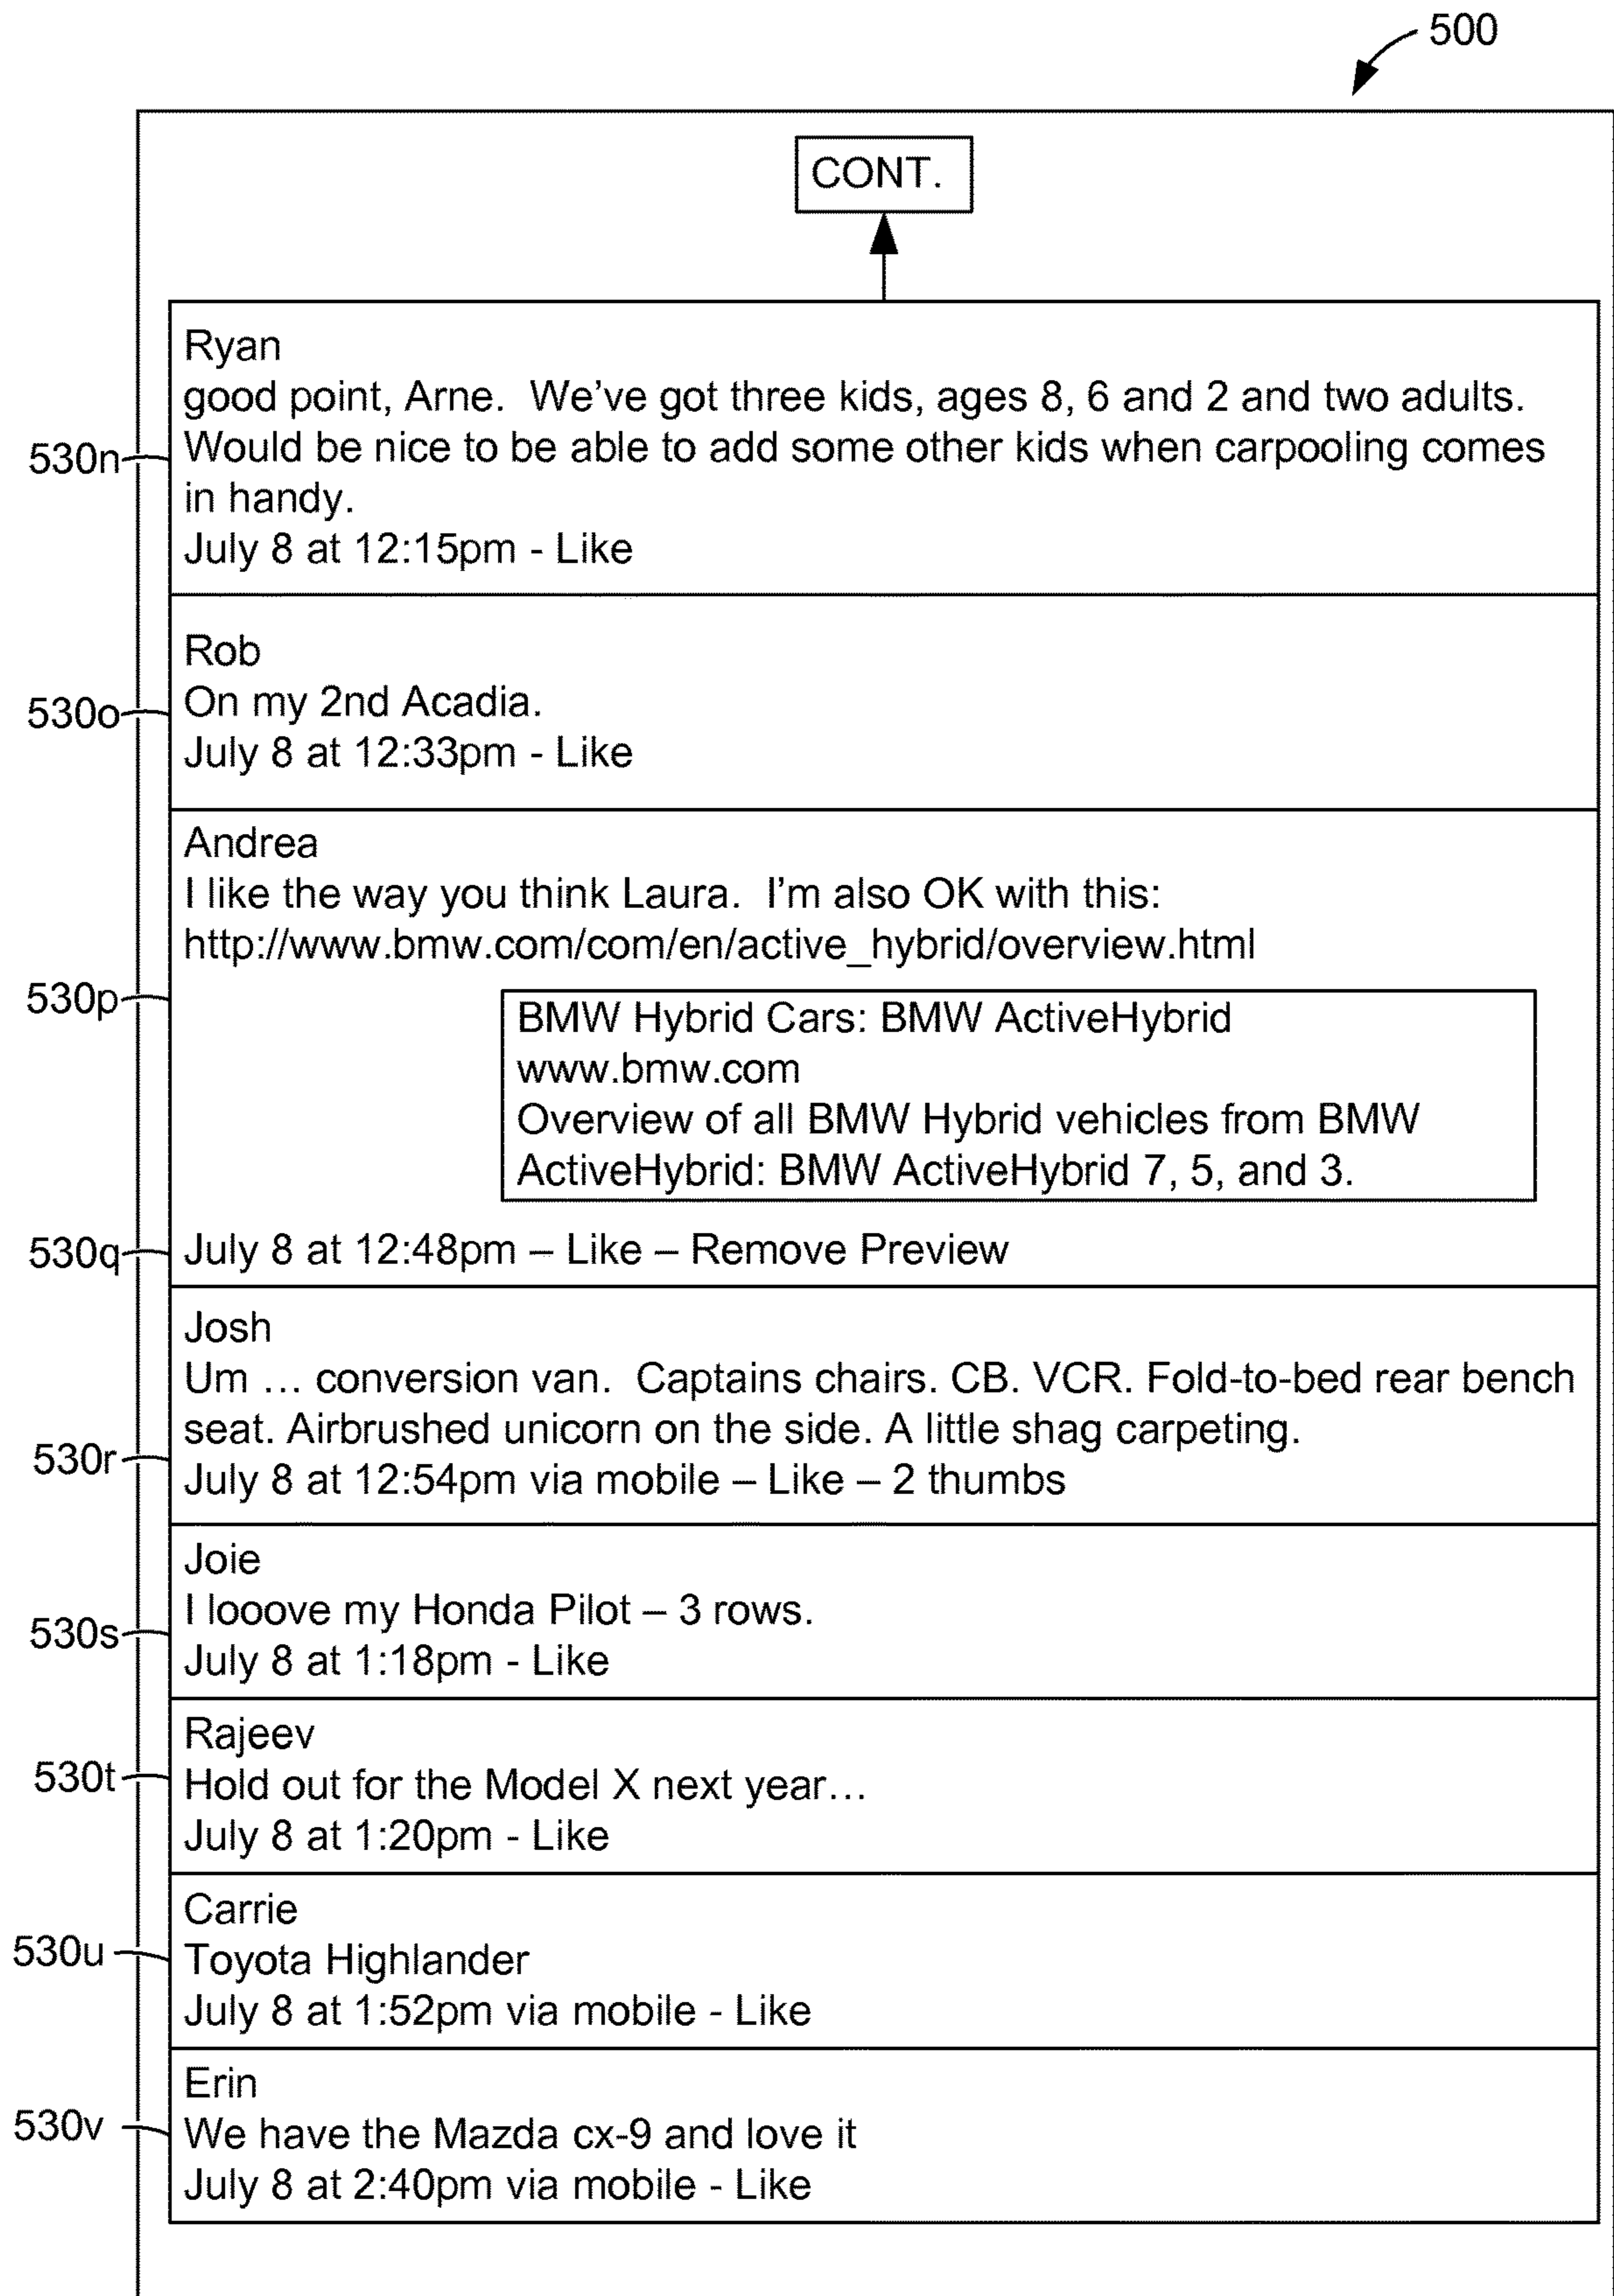 500
CONT.
Ryan
good point, Arne.  We've got three kids, ages 8, 6 and 2 and two adults.
Would be nice to be able to add some other kids when carpooling comes
530n
in handy.
July 8 at 12:15pm - Like
Rob
530o
On my 2nd Acadia.
July 8 at 12:33pm - Like
Andrea
I like the way you think Laura.  I'm also OK with this:
http://www.bmw.com/com/en/active_hybrid/overview.html
530p
BMW Hybrid Cars: BMW ActiveHybrid
www.bmw.com
Overview of all BMW Hybrid vehicles from BMW
ActiveHybrid: BMW ActiveHybrid 7, 5, and 3.
530q
July 8 at 12:48pm – Like – Remove Preview
Josh
Um ... conversion van.  Captains chairs. CB. VCR. Fold-to-bed rear bench
seat. Airbrushed unicorn on the side. A little shag carpeting.
530r
July 8 at 12:54pm via mobile – Like – 2 thumbs
Joie
I looove my Honda Pilot – 3 rows.
530s
July 8 at 1:18pm - Like
Rajeev
530t
Hold out for the Model X next year...
July 8 at 1:20pm - Like
Carrie
530u
Toyota Highlander
July 8 at 1:52pm via mobile - Like
Erin
530v
We have the Mazda cx-9 and love it
July 8 at 2:40pm via mobile - Like